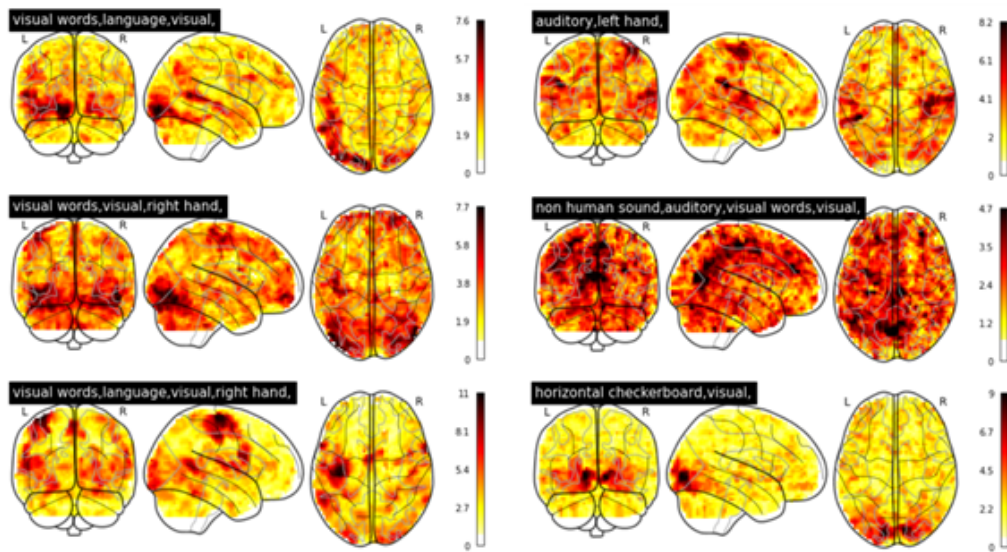 visual words,language,visual,
L R
7.6
5.7
3.8
1.9
0
auditory,left hand,
L R
8.2
6.1
4.1
2
0
visual words,visual,right hand,
L R
7.7
5.8
3.9
1.9
0
non human sound,auditory,visual words,visual,
L R
4.7
3.5
2.4
1.2
0
visual words,language,visual,right hand,
L R
11
8.1
5.4
2.7
0
horizontal checkerboard,visual,
L R
9
6.7
4.5
2.2
0